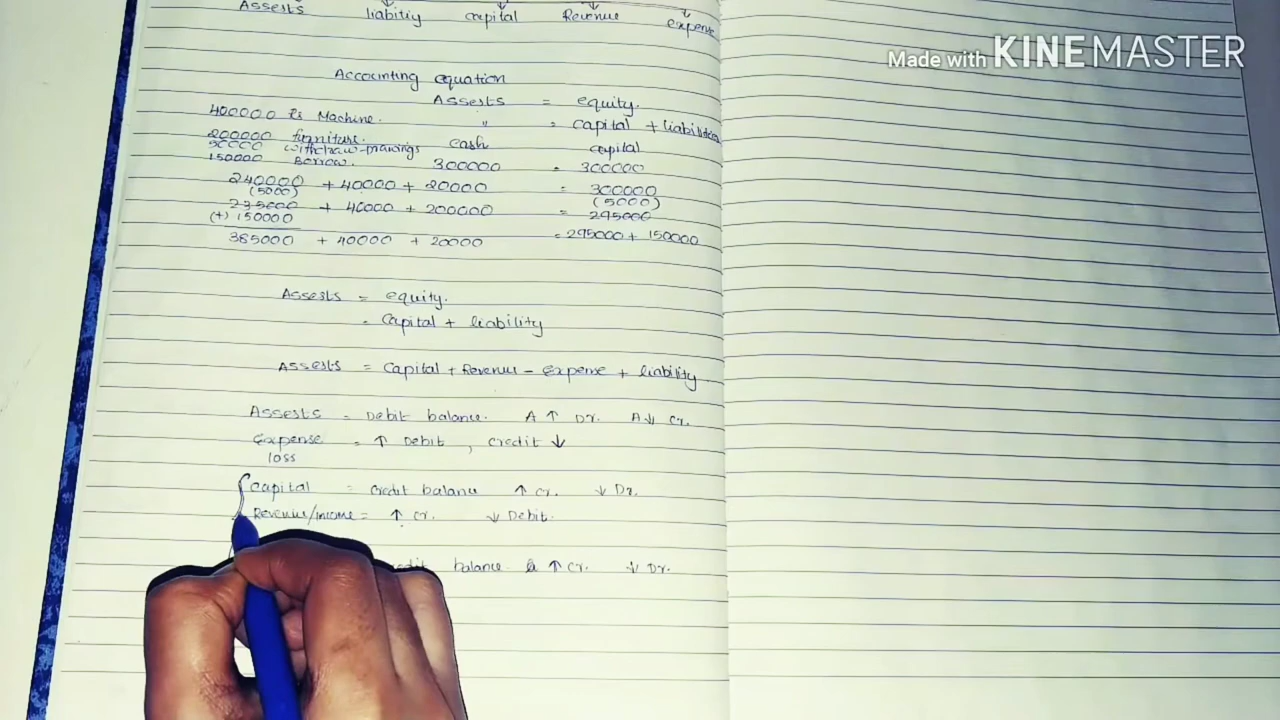 Assests liability capital Revenue expense
Made with KINEMASTER
Accounting equation
Assests = equity.
400000 Rs Machine. " = capital + liabilities
200000 furniture. cash capital
withdraw-drawings
150000 Borrow. 300000 = 300000
240000 + 40000 + 20000 = 300000
(5000) (5000)
235000 + 40000 + 200000 = 295000
(+) 150000
385000 + 40000 + 20000 = 295000 + 150000
Assests = equity.
= capital + liability
Assests = capital + Revenue - Expense + liability
Assests = Debit balance. A ↑ Dr. A↓ Cr.
Expense = ↑ Debit , credit ↓
loss
capital = credit balance ↑ Cr. ↓ Dr.
Revenue/income = ↑ Cr. ↓ Debit.
balance ↑ Cr. ↓ Dr.